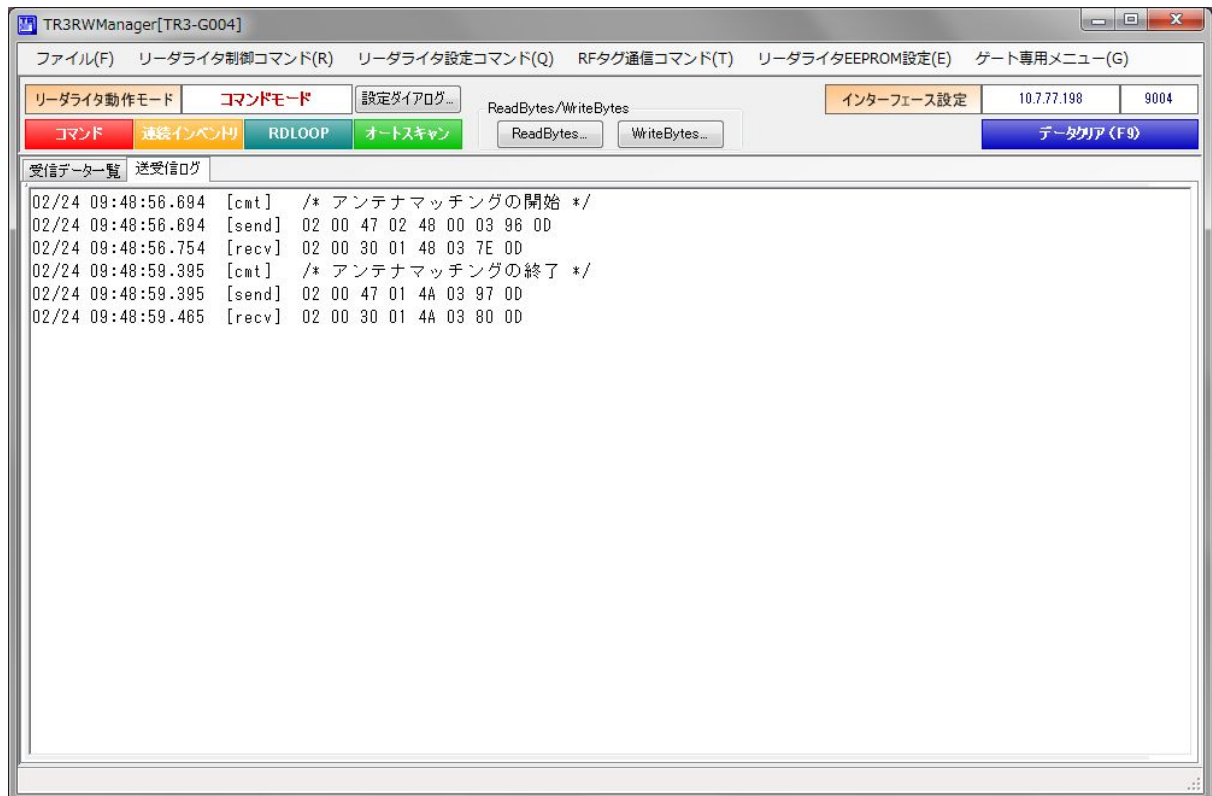 TR3RWManager[TR3-G004]
ファイル(F) リーダライタ制御コマンド(R) リーダライタ設定コマンド(Q) RFタグ通信コマンド(T) リーダライタEEPROM設定(E) ゲート専用メニュー(G)
リーダライタ動作モード コマンドモード 設定ダイアログ... ReadBytes/WriteBytes インターフェース設定 10.7.77.198 9004
コマンド 連続インベントリ RDLOOP オートスキャン ReadBytes... WriteBytes... データクリア(F9)
受信データ一覧 送受信ログ
02/24 09:48:56.694 [cmt] /* アンテナマッチングの開始 */
02/24 09:48:56.694 [send] 02 00 47 02 48 00 03 96 0D
02/24 09:48:56.754 [recv] 02 00 30 01 48 03 7E 0D
02/24 09:48:59.395 [cmt] /* アンテナマッチングの終了 */
02/24 09:48:59.395 [send] 02 00 47 01 4A 03 97 0D
02/24 09:48:59.465 [recv] 02 00 30 01 4A 03 80 0D